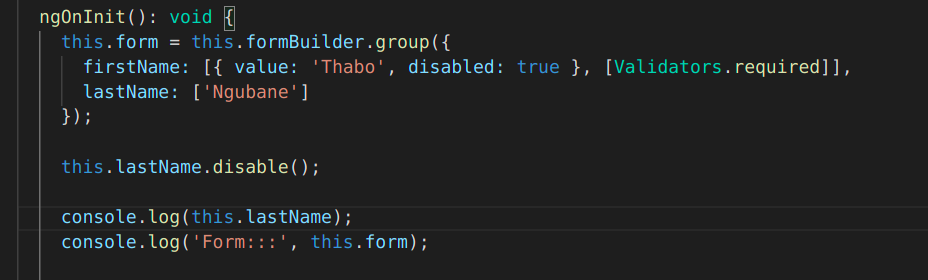 ngOnInit(): void {
this.form = this.formBuilder.group({
firstName: [{ value: 'Thabo', disabled: true }, [Validators.required]],
lastName: ['Ngubane']
});
this.lastName.disable();
console.log(this.lastName);
console.log('Form:::', this.form);